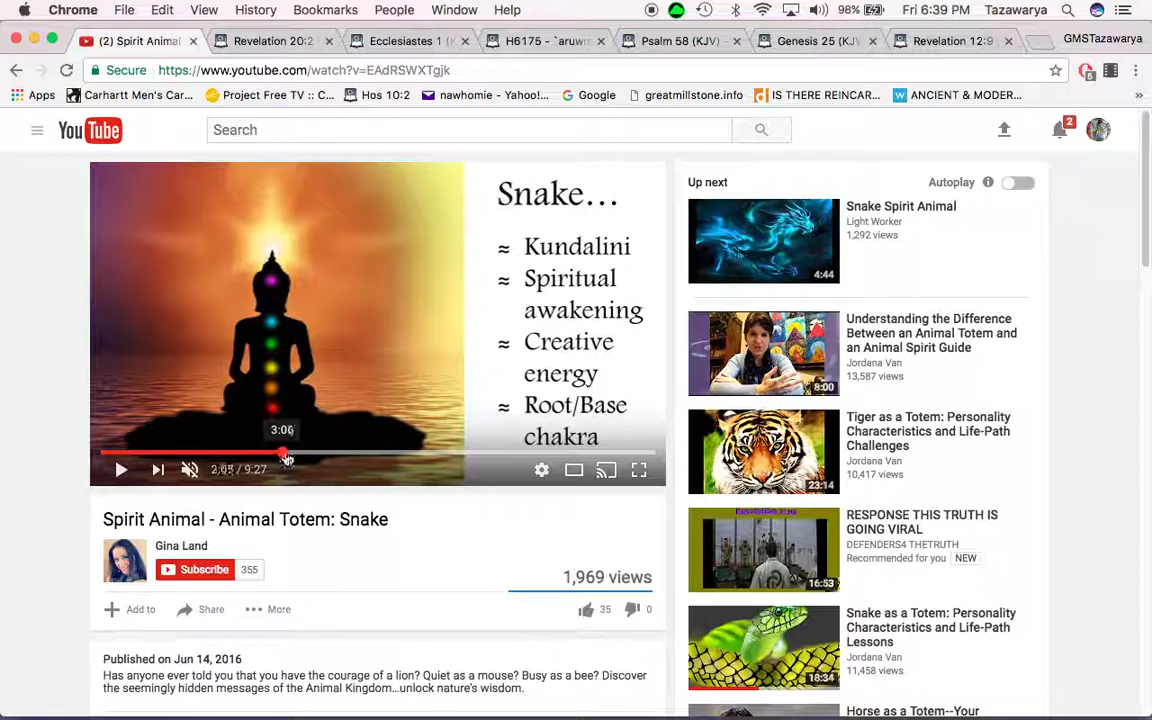 Chrome File Edit View History Bookmarks People Window Help 98% Fri 6:39 PM Tazawarya
(2) Spirit Animal Revelation 20:2 Ecclesiastes 1 (K H6175 - `aruwm Psalm 58 (KJV) Genesis 25 (KJV Revelation 12:9 GMSTazawarya
Secure https://www.youtube.com/watch?v=EAdRSWXTgjk 6
Apps Carhartt Men's Car... Project Free TV :: C... Hos 10:2 nawhomie - Yahoo!... Google greatmillstone.info IS THERE REINCAR... ANCIENT & MODER... »
YouTube Search 2
Snake...
≈ Kundalini
≈ Spiritual
awakening
≈ Creative
energy
≈ Root/Base
chakra
3:06
/ 9:27
Spirit Animal - Animal Totem: Snake
Gina Land
Subscribe 355
1,969 views
Add to Share More 35 0
Published on Jun 14, 2016
Has anyone ever told you that you have the courage of a lion? Quiet as a mouse? Busy as a bee? Discover
the seemingly hidden messages of the Animal Kingdom...unlock nature's wisdom.
Up next Autoplay
Snake Spirit Animal
Light Worker
1,292 views
4:44
Understanding the Difference
Between an Animal Totem and
an Animal Spirit Guide
Jordana Van
13,587 views
8:00
Tiger as a Totem: Personality
Characteristics and Life-Path
Challenges
Jordana Van
10,417 views
23:14
RESPONSE THIS TRUTH IS
GOING VIRAL
DEFENDERS4 THETRUTH
Recommended for you NEW
16:53
Snake as a Totem: Personality
Characteristics and Life-Path
Lessons
Jordana Van
11,458 views
18:34
Horse as a Totem--Your